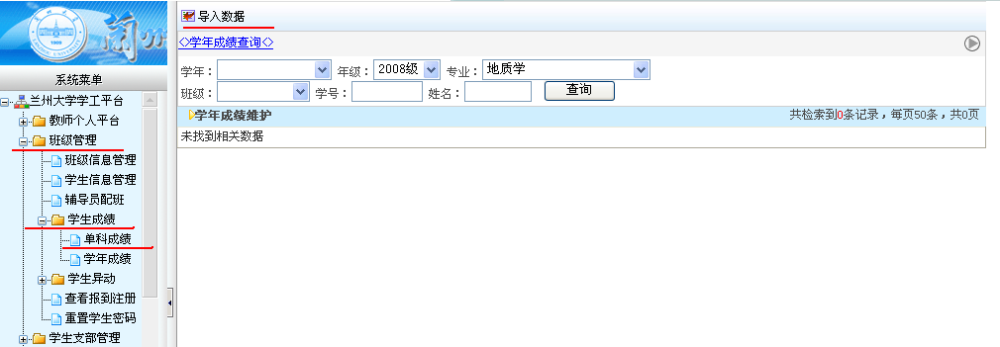 蘭州
系统菜单
兰州大学学工平台
教师个人平台
班级管理
班级信息管理
学生信息管理
辅导员配班
学生成绩
单科成绩
学年成绩
学生异动
查看报到注册
重置学生密码
学生支部管理
导入数据
◇学年成绩查询◇
学年： 年级：2008级 专业：地质学
班级： 学号： 姓名： 查询
学年成绩维护 共检索到0条记录，每页50条，共0页
未找到相关数据